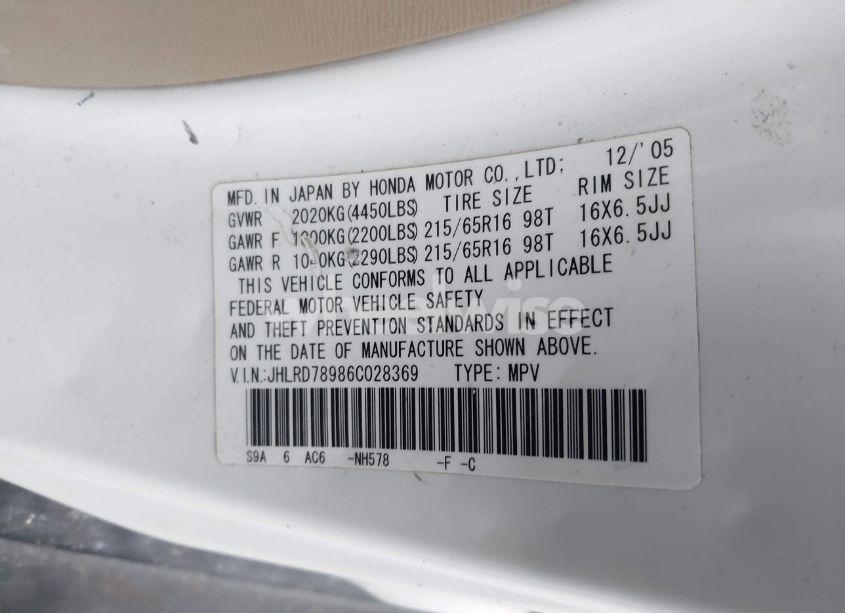 MFD. IN JAPAN BY HONDA MOTOR CO.,LTD; 12/'05
GVWR 2020KG(4450LBS) TIRE SIZE RIM SIZE
GAWR F 1000KG(2200LBS) 215/65R16 98T 16X6.5JJ
GAWR R 1040KG(2290LBS) 215/65R16 98T 16X6.5JJ
THIS VEHICLE CONFORMS TO ALL APPLICABLE
FEDERAL MOTOR VEHICLE SAFETY
AND THEFT PREVENTION STANDARDS IN EFFECT
ON THE DATE OF MANUFACTURE SHOWN ABOVE.
V.I.N.:JHLRD78986C028369 TYPE: MPV
S9A 6 AC6 -NH578 -F -C